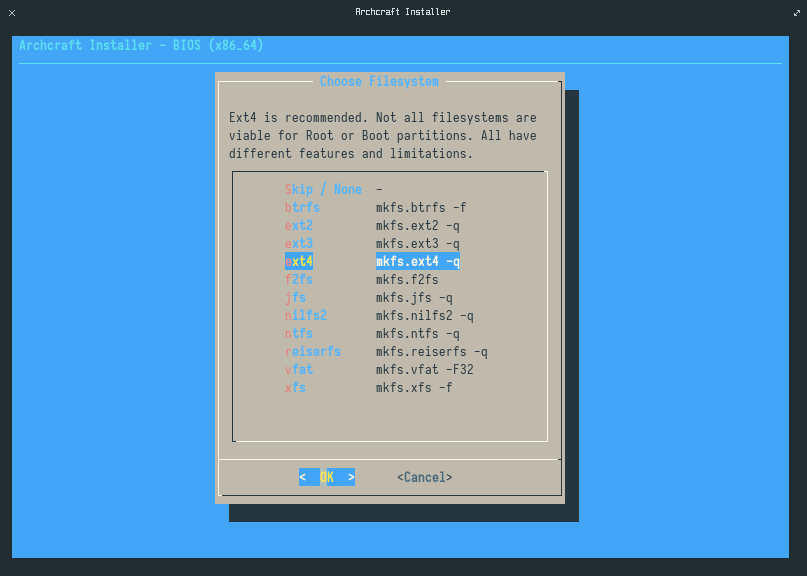 Archcraft Installer
Archcraft Installer - BIOS (x86_64)
Choose Filesystem
Ext4 is recommended. Not all filesystems are
viable for Root or Boot partitions. All have
different features and limitations.
Skip / None -
btrfs mkfs.btrfs -f
ext2 mkfs.ext2 -q
ext3 mkfs.ext3 -q
ext4 mkfs.ext4 -q
f2fs mkfs.f2fs
jfs mkfs.jfs -q
nilfs2 mkfs.nilfs2 -q
ntfs mkfs.ntfs -q
reiserfs mkfs.reiserfs -q
vfat mkfs.vfat -F32
xfs mkfs.xfs -f
< OK > <Cancel>